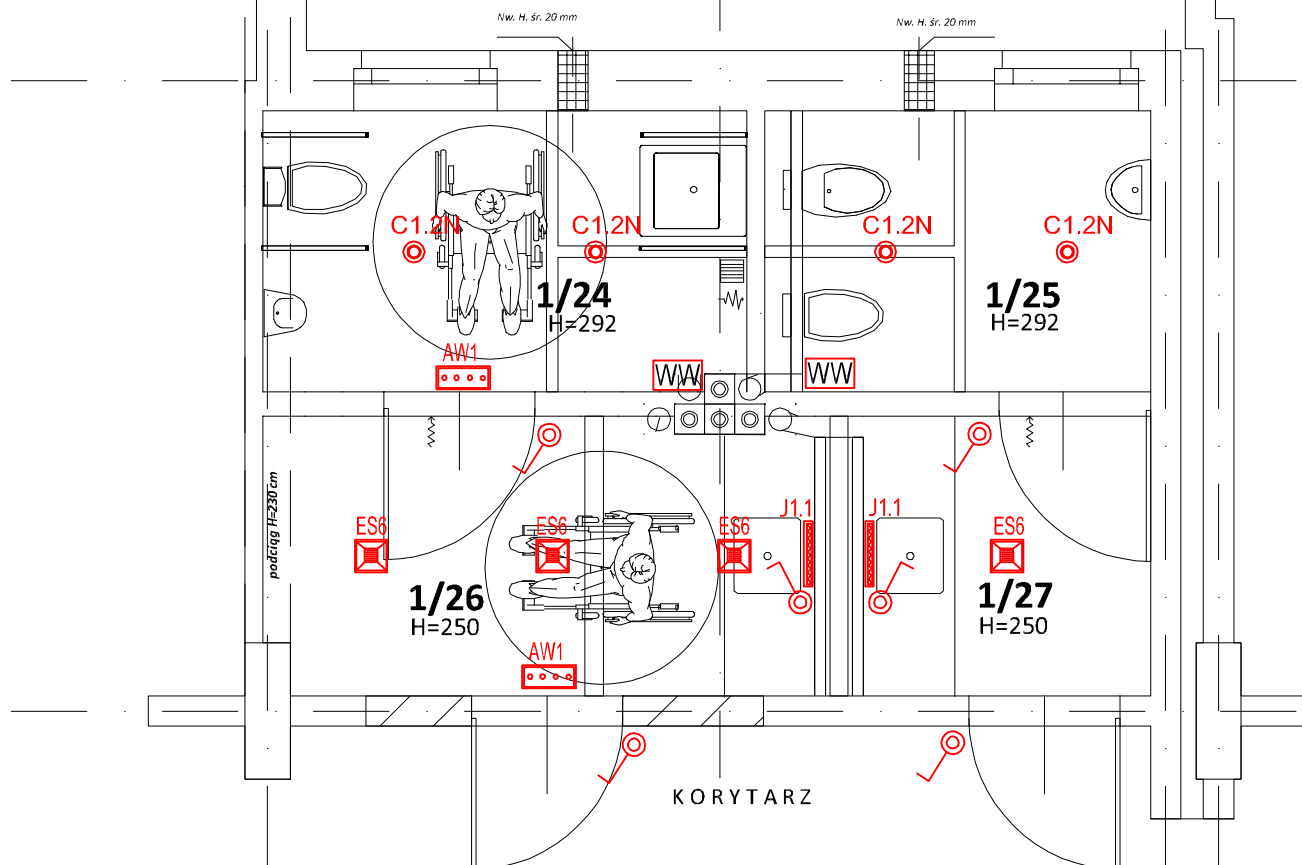 Nw. H. śr. 20 mm
Nw. H. śr. 20 mm
C1.2N
C1.2N
C1.2N
C1.2N
1/24
H=292
1/25
H=292
AW1
WW
WW
podciąg H=230 cm
J1.1
J1.1
ES6
ES6
ES6
ES6
1/26
H=250
1/27
H=250
AW1
KORYTARZ